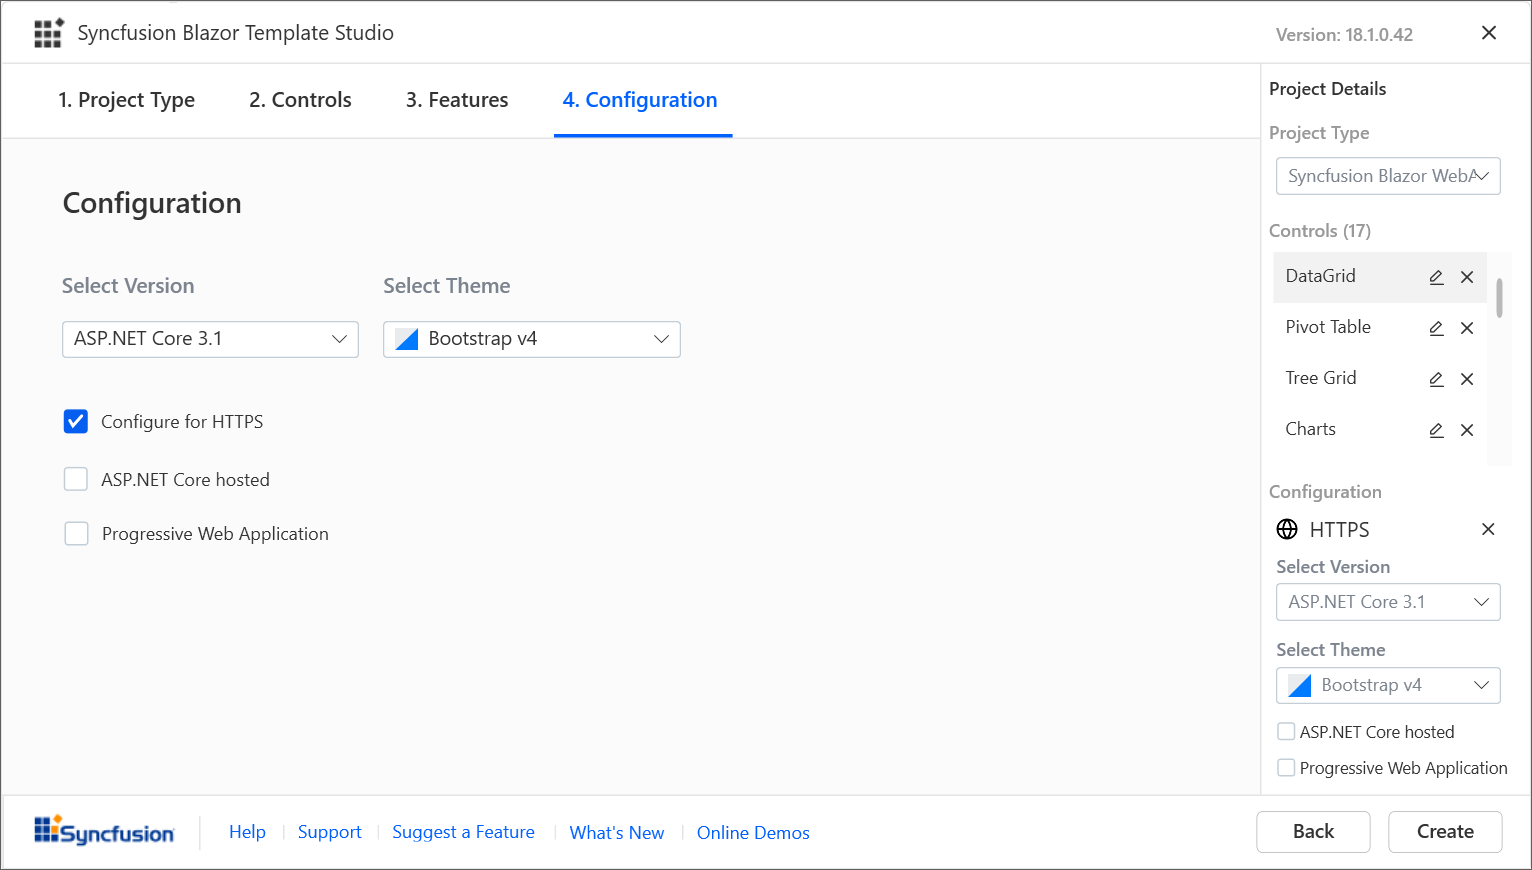 Syncfusion Blazor Template Studio
Version: 18.1.0.42
1. Project Type
2. Controls
3. Features
4. Configuration
Configuration
Select Version
Select Theme
ASP.NET Core 3.1
Bootstrap v4
Configure for HTTPS
ASP.NET Core hosted
Progressive Web Application
Project Details
Project Type
Syncfusion Blazor WebA
Controls (17)
DataGrid
Pivot Table
Tree Grid
Charts
Configuration
HTTPS
Select Version
ASP.NET Core 3.1
Select Theme
Bootstrap v4
ASP.NET Core hosted
Progressive Web Application
Syncfusion
Help
Support
Suggest a Feature
What's New
Online Demos
Back
Create